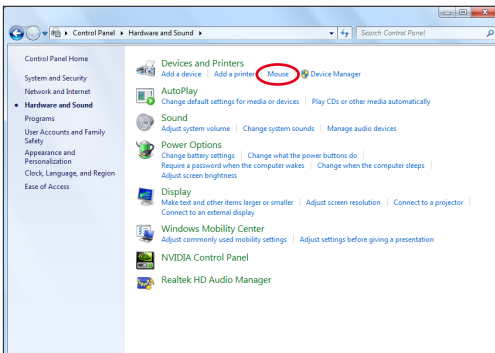 Control Panel Hardware and Sound Search Control Panel
Control Panel Home
System and Security
Network and Internet
Hardware and Sound
Programs
User Accounts and Family
Safety
Appearance and
Personalization
Clock, Language, and Region
Ease of Access
Devices and Printers
Add a device Add a printer Mouse Device Manager
AutoPlay
Change default settings for media or devices Play CDs or other media automatically
Sound
Adjust system volume Change system sounds Manage audio devices
Power Options
Change battery settings Change what the power buttons do
Require a password when the computer wakes Change when the computer sleeps
Adjust screen brightness
Display
Make text and other items larger or smaller Adjust screen resolution Connect to a projector
Connect to an external display
Windows Mobility Center
Adjust commonly used mobility settings Adjust settings before giving a presentation
NVIDIA Control Panel
Realtek HD Audio Manager